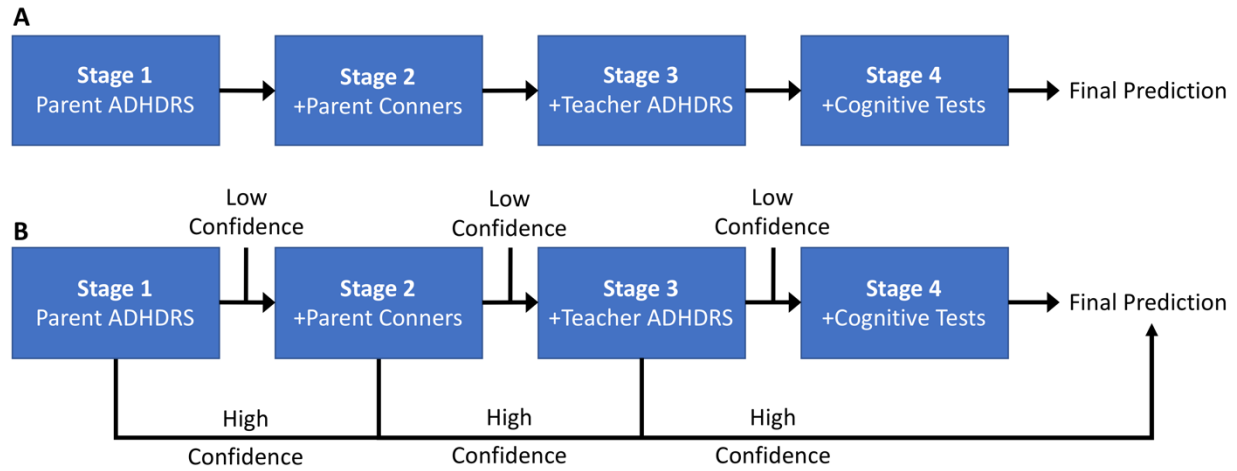 A
Stage 1
Parent ADHDRS
Stage 2
+Parent Conners
Stage 3
+Teacher ADHDRS
Stage 4
+Cognitive Tests
Final Prediction
B
Low
Confidence
Low
Confidence
Low
Confidence
Stage 1
Parent ADHDRS
Stage 2
+Parent Conners
Stage 3
+Teacher ADHDRS
Stage 4
+Cognitive Tests
Final Prediction
High
Confidence
High
Confidence
High
Confidence